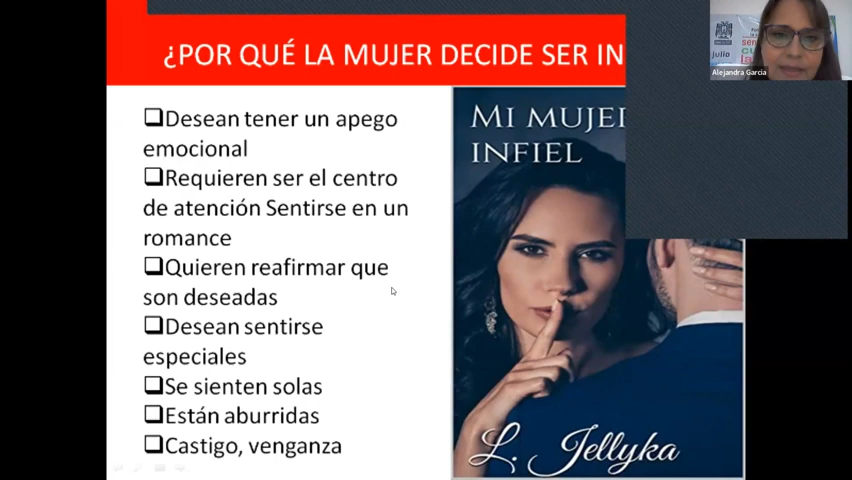 ¿POR QUÉ LA MUJER DECIDE SER IN
❑Desean tener un apego
emocional
❑Requieren ser el centro
de atención Sentirse en un
romance
❑Quieren reafirmar que
son deseadas
❑Desean sentirse
especiales
❑Se sienten solas
❑Están aburridas
❑Castigo, venganza
MI MUJER
INFIEL
L. Jellyka
julio
Alejandra Garcia